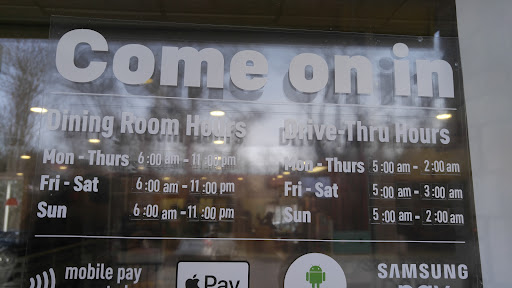 Come on in
Dining Room Hours
Mon - Thurs 6:00 am - 11:00 pm
Fri - Sat 6:00 am - 11:00 pm
Sun 6:00 am - 11:00 PM
Drive-Thru Hours
Mon - Thurs 5:00 am - 2:00 am
Fri - Sat 5:00 am - 3:00 am
Sun 5:00 am - 2:00 am
mobile pay
Pay
SAMSUNG
pay